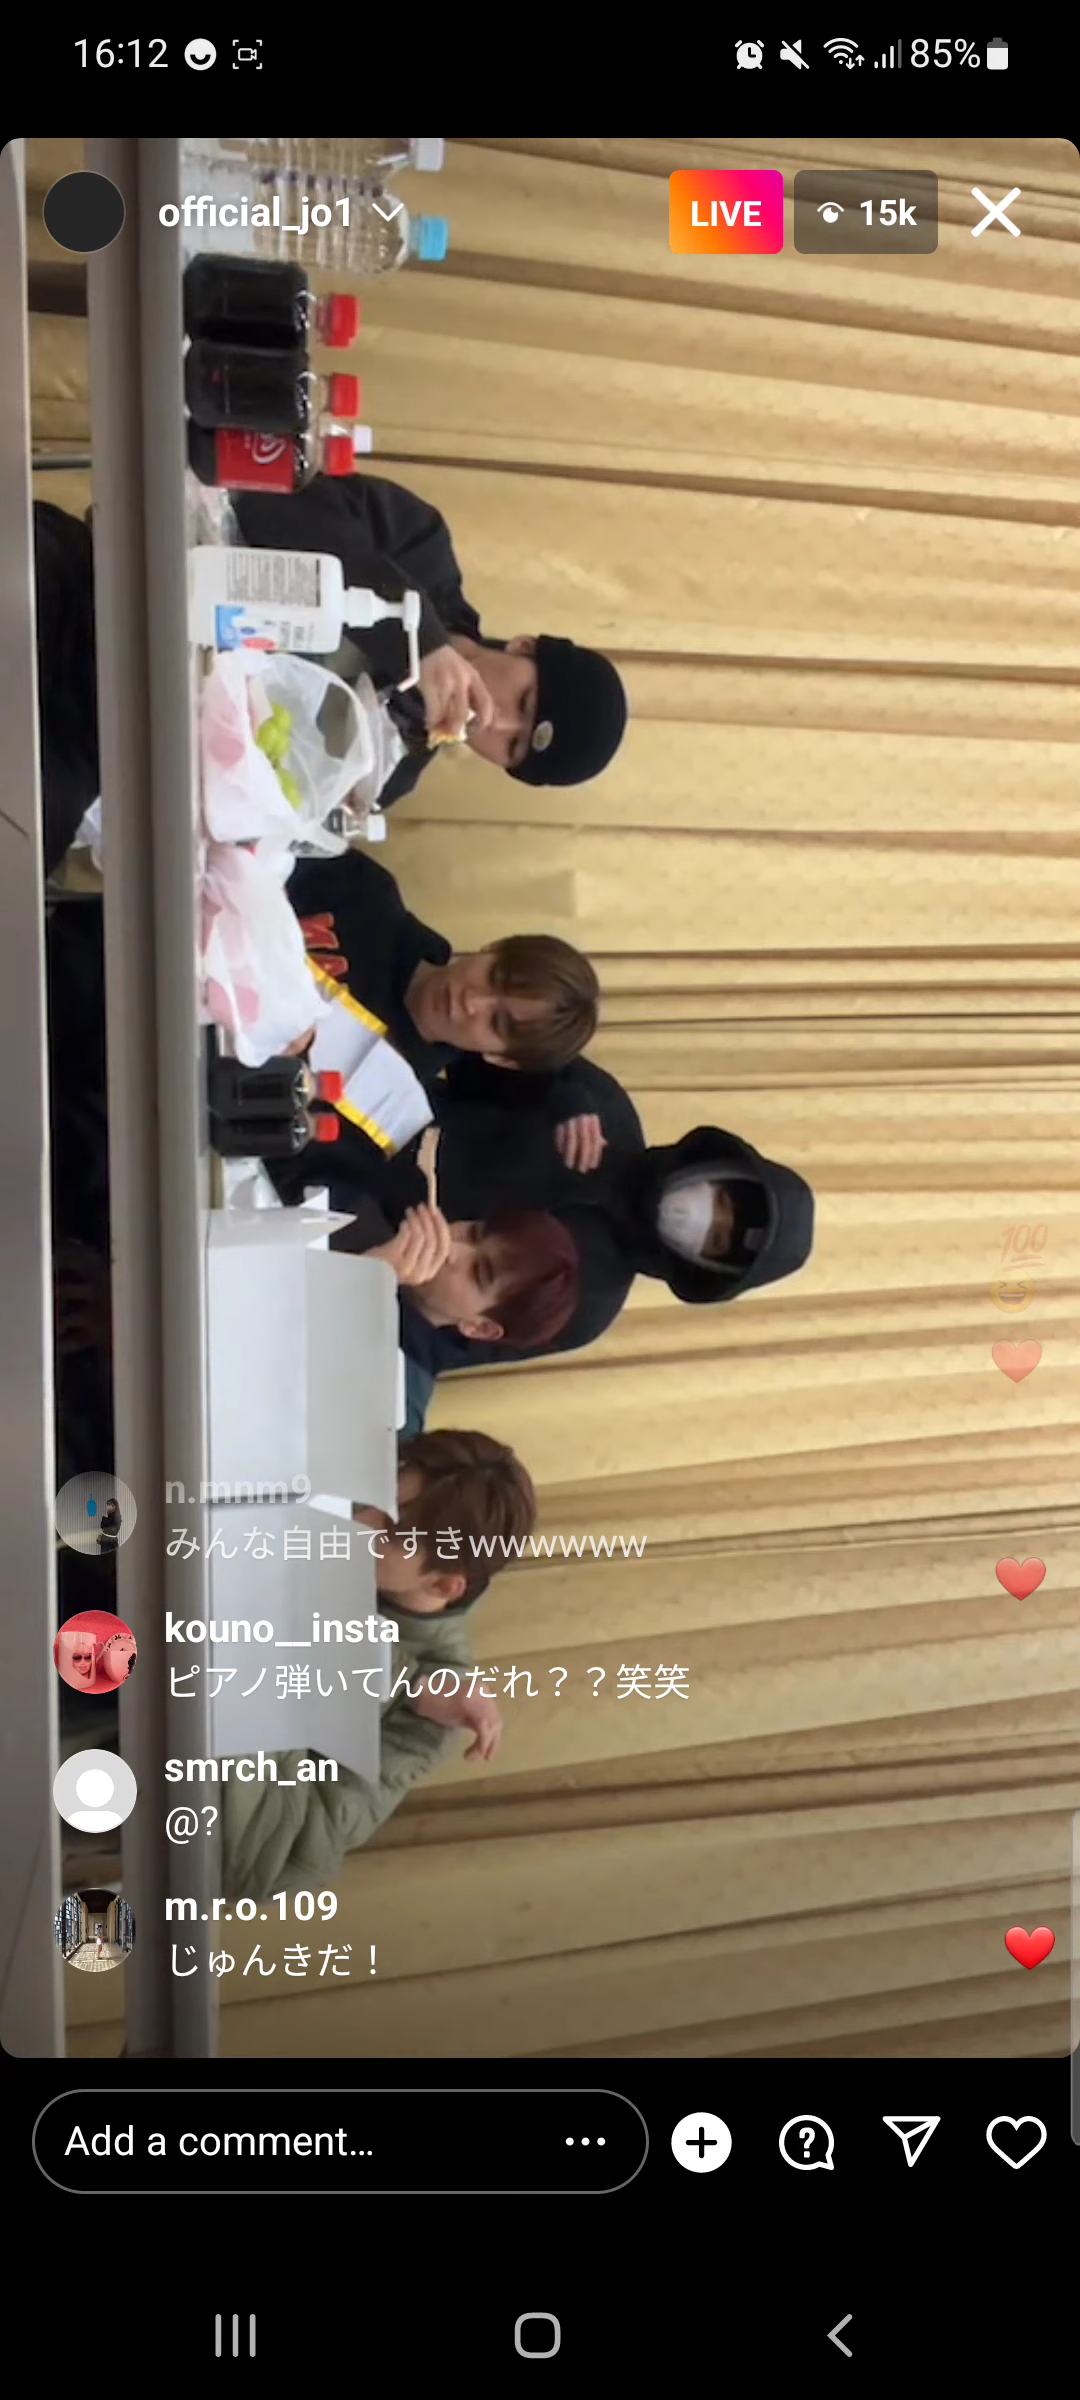 16:12
85%
official_jo1
LIVE
15k
💯
n.mnm9
みんな自由ですきwwwwww
kouno__insta
ピアノ弾いてんのだれ？？笑笑
smrch_an
@?
m.r.o.109
じゅんきだ！
Add a comment...